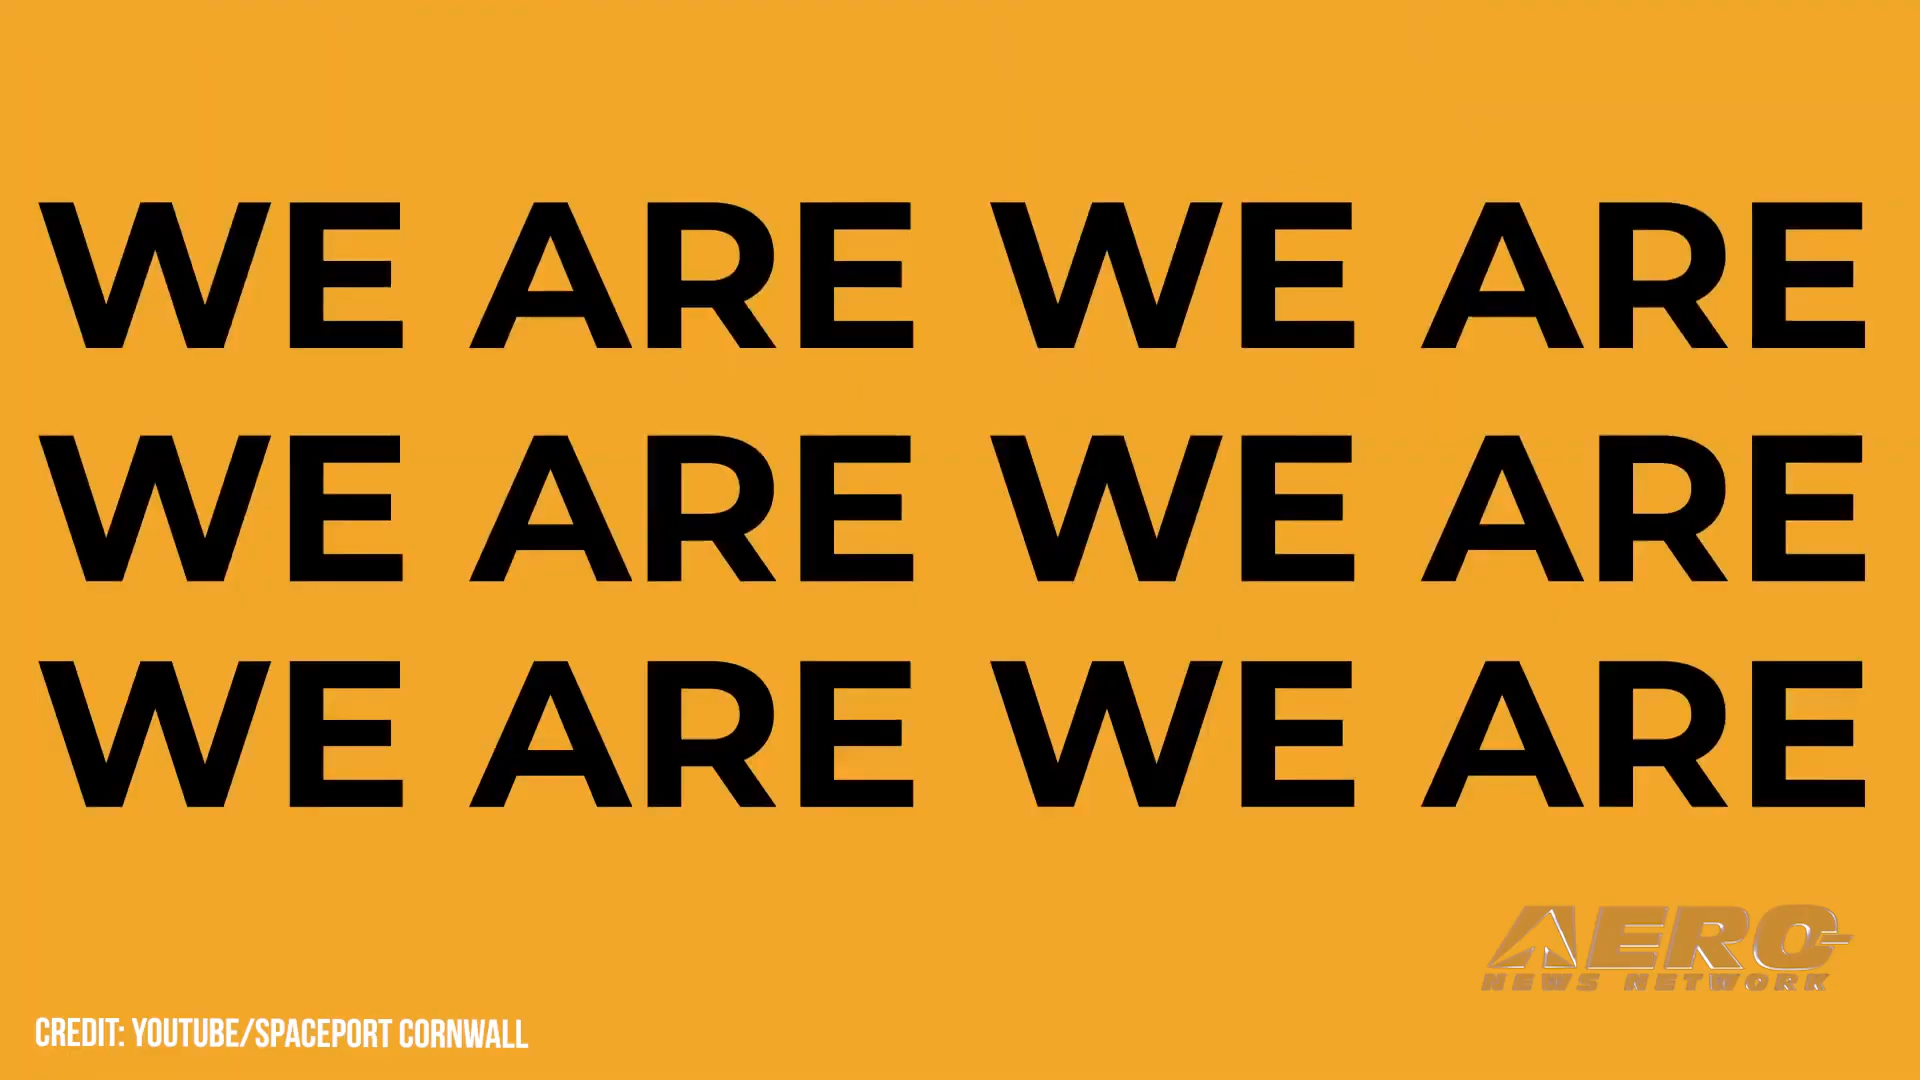 WE ARE WE ARE
WE ARE WE ARE
WE ARE WE ARE
AERO
NEWS NETWORK
CREDIT: YOUTUBE/SPACEPORT CORNWALL